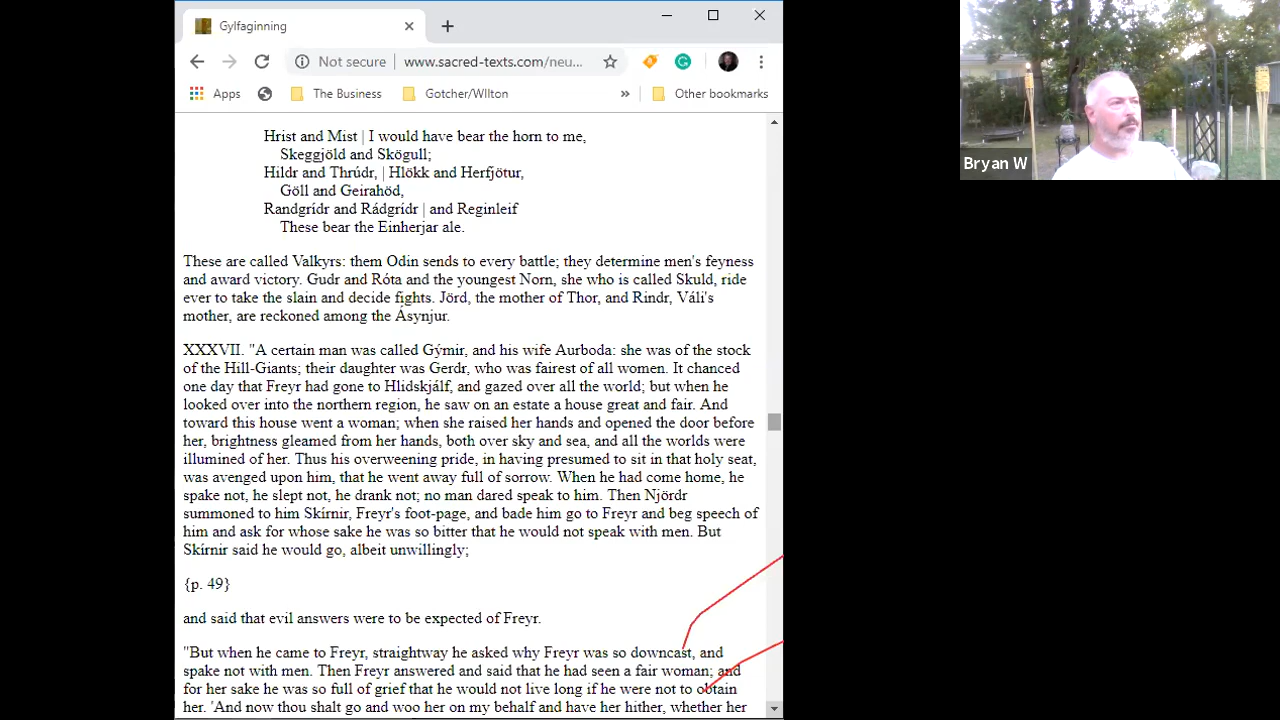 Gylfaginning
Not secure | www.sacred-texts.com/neu...
Apps
The Business
Gotcher/WIlton
»
Other bookmarks
Hrist and Mist | I would have bear the horn to me,
Skeggjöld and Skögull;
Hildr and Thrúdr, | Hlökk and Herfjötur,
Göll and Geirahöd,
Randgrídr and Rádgrídr | and Reginleif
These bear the Einherjar ale.
These are called Valkyrs: them Odin sends to every battle; they determine men's feyness
and award victory. Gudr and Róta and the youngest Norn, she who is called Skuld, ride
ever to take the slain and decide fights. Jörd, the mother of Thor, and Rindr, Váli's
mother, are reckoned among the Ásynjur.
XXXVII. "A certain man was called Gýmir, and his wife Aurboda: she was of the stock
of the Hill-Giants; their daughter was Gerdr, who was fairest of all women. It chanced
one day that Freyr had gone to Hlidskjálf, and gazed over all the world; but when he
looked over into the northern region, he saw on an estate a house great and fair. And
toward this house went a woman; when she raised her hands and opened the door before
her, brightness gleamed from her hands, both over sky and sea, and all the worlds were
illumined of her. Thus his overweening pride, in having presumed to sit in that holy seat,
was avenged upon him, that he went away full of sorrow. When he had come home, he
spake not, he slept not, he drank not; no man dared speak to him. Then Njördr
summoned to him Skírnir, Freyr's foot-page, and bade him go to Freyr and beg speech of
him and ask for whose sake he was so bitter that he would not speak with men. But
Skírnir said he would go, albeit unwillingly;
{p. 49}
and said that evil answers were to be expected of Freyr.
"But when he came to Freyr, straightway he asked why Freyr was so downcast, and
spake not with men. Then Freyr answered and said that he had seen a fair woman; and
for her sake he was so full of grief that he would not live long if he were not to obtain
her. 'And now thou shalt go and woo her on my behalf and have her hither, whether her
Bryan W